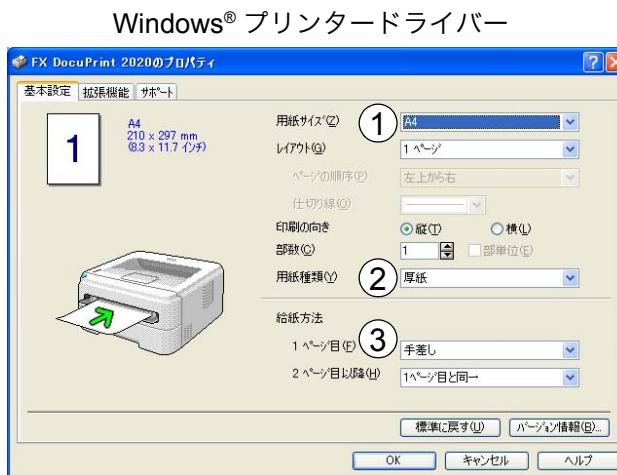 Windows® プリンタードライバー
FX DocuPrint 2020のプロパティ
基本設定 拡張機能 サポート
1
A4
210 x 297 mm
(8.3 x 11.7 インチ)
用紙サイズ(Z) 1 A4
レイアウト(G) 1 ページ
ページの順序(P) 左上から右
仕切り線(O)
印刷の向き 縦(T) 横(L)
部数(C) 1 部単位(E)
用紙種類(Y) 2 厚紙
給紙方法
1 ページ目(F) 3 手差し
2 ページ目以降(H) 1ページ目と同一
標準に戻す(U) バージョン情報(B)...
OK キャンセル ヘルプ